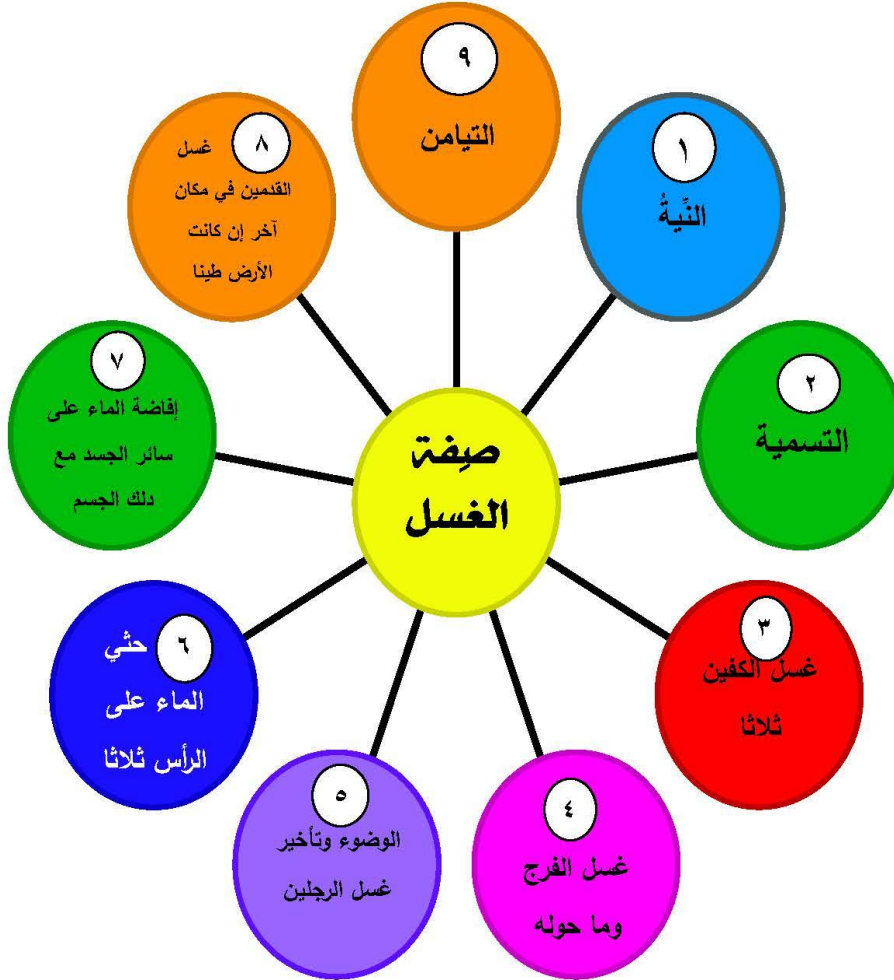 صِفة
الغسل
١
النِّيةُ
٢
التسمية
٣
غسل الكفين
ثلاثا
٤
غسل الفرج
وما حوله
٥
الوضوء وتأخير
غسل الرجلين
٦ حثي
الماء على
الرأس ثلاثا
٧
إفاضة الماء على
سائر الجسد مع
دلك الجسم
٨ غسل
القدمين في مكان
آخر إن كانت
الأرض طينا
٩
التيامن